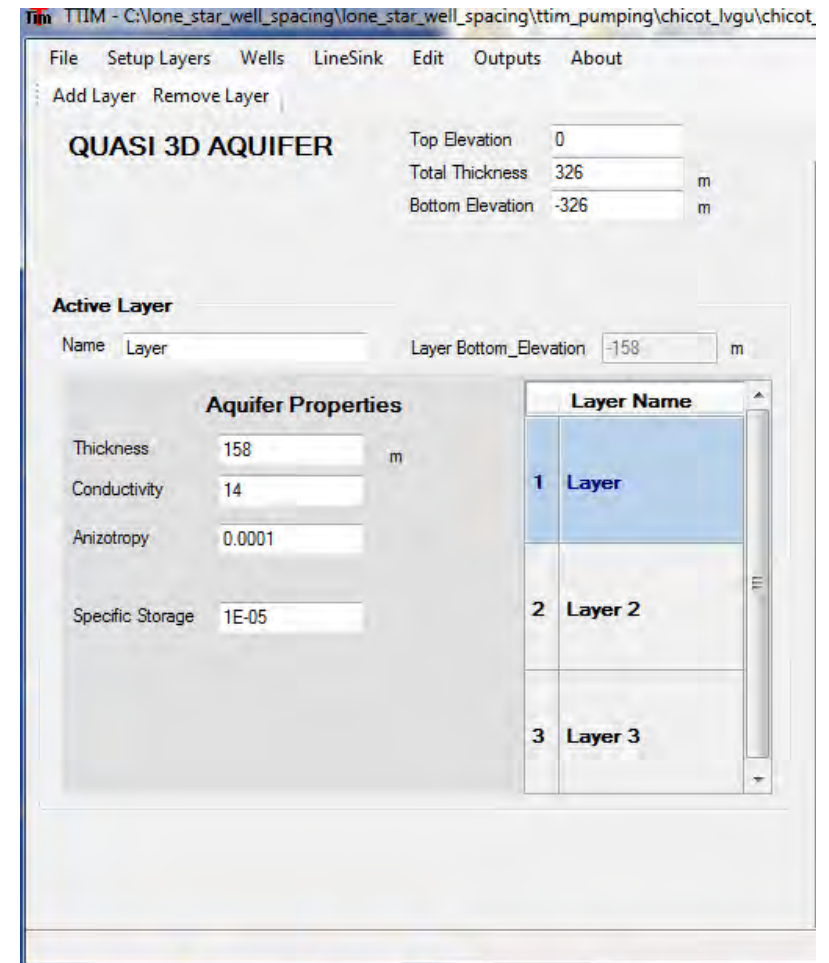 TTIM - C:\lone_star_well_spacing\lone_star_well_spacing\ttim_pumping\chicot_lvgu\chicot_
File Setup Layers Wells LineSink Edit Outputs About
Add Layer Remove Layer
QUASI 3D AQUIFER
Top Elevation 0
Total Thickness 326 m
Bottom Elevation -326 m
Active Layer
Name Layer Layer Bottom_Elevation -158 m
Aquifer Properties
Thickness 158 m
Conductivity 14
Anizotropy 0.0001
Specific Storage 1E-05
Layer Name
1 Layer
2 Layer 2
3 Layer 3